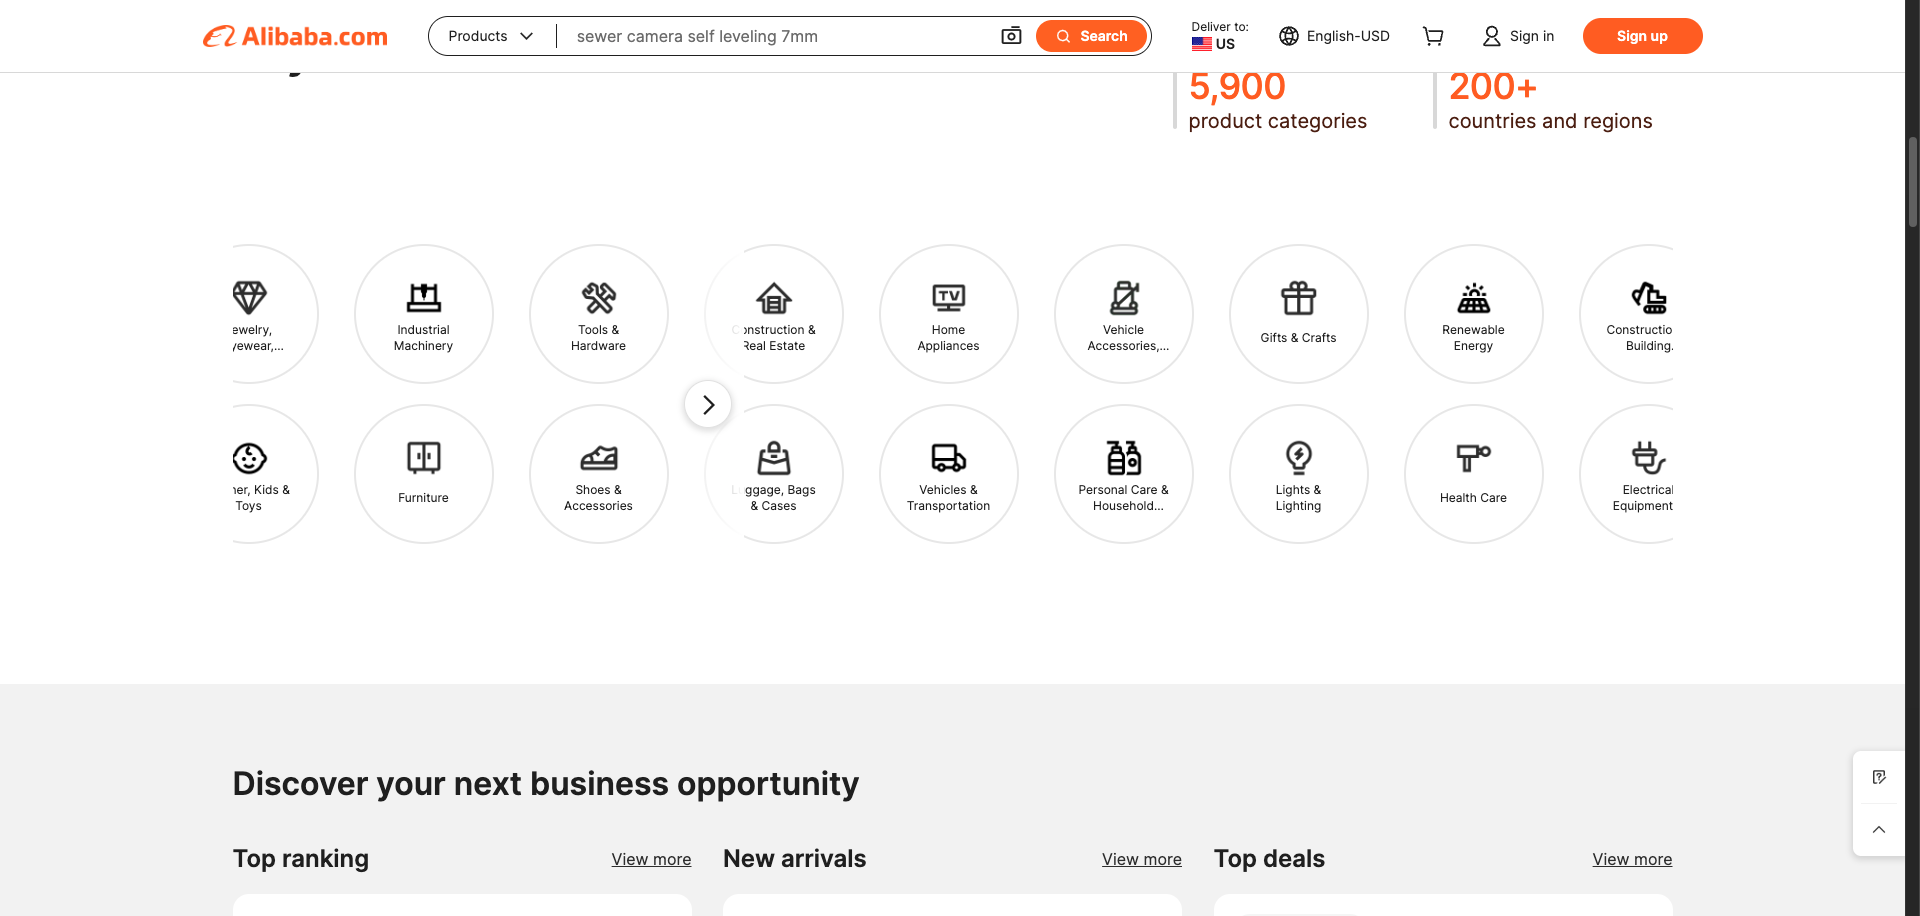 Alibaba.com
Products
sewer camera self leveling 7mm
Search
Deliver to:
US
English-USD
Sign in
Sign up
5,900
product categories
200+
countries and regions
ewelry,
yewear,...
Industrial
Machinery
Tools &
Hardware
Construction &
Real Estate
TV
Home
Appliances
Vehicle
Accessories,...
Gifts & Crafts
Renewable
Energy
Constructio
Building.
her, Kids &
Toys
Furniture
Shoes &
Accessories
Luggage, Bags
& Cases
Vehicles &
Transportation
Personal Care &
Household...
Lights &
Lighting
Health Care
Electrical
Equipment
Discover your next business opportunity
Top ranking
View more
New arrivals
View more
Top deals
View more